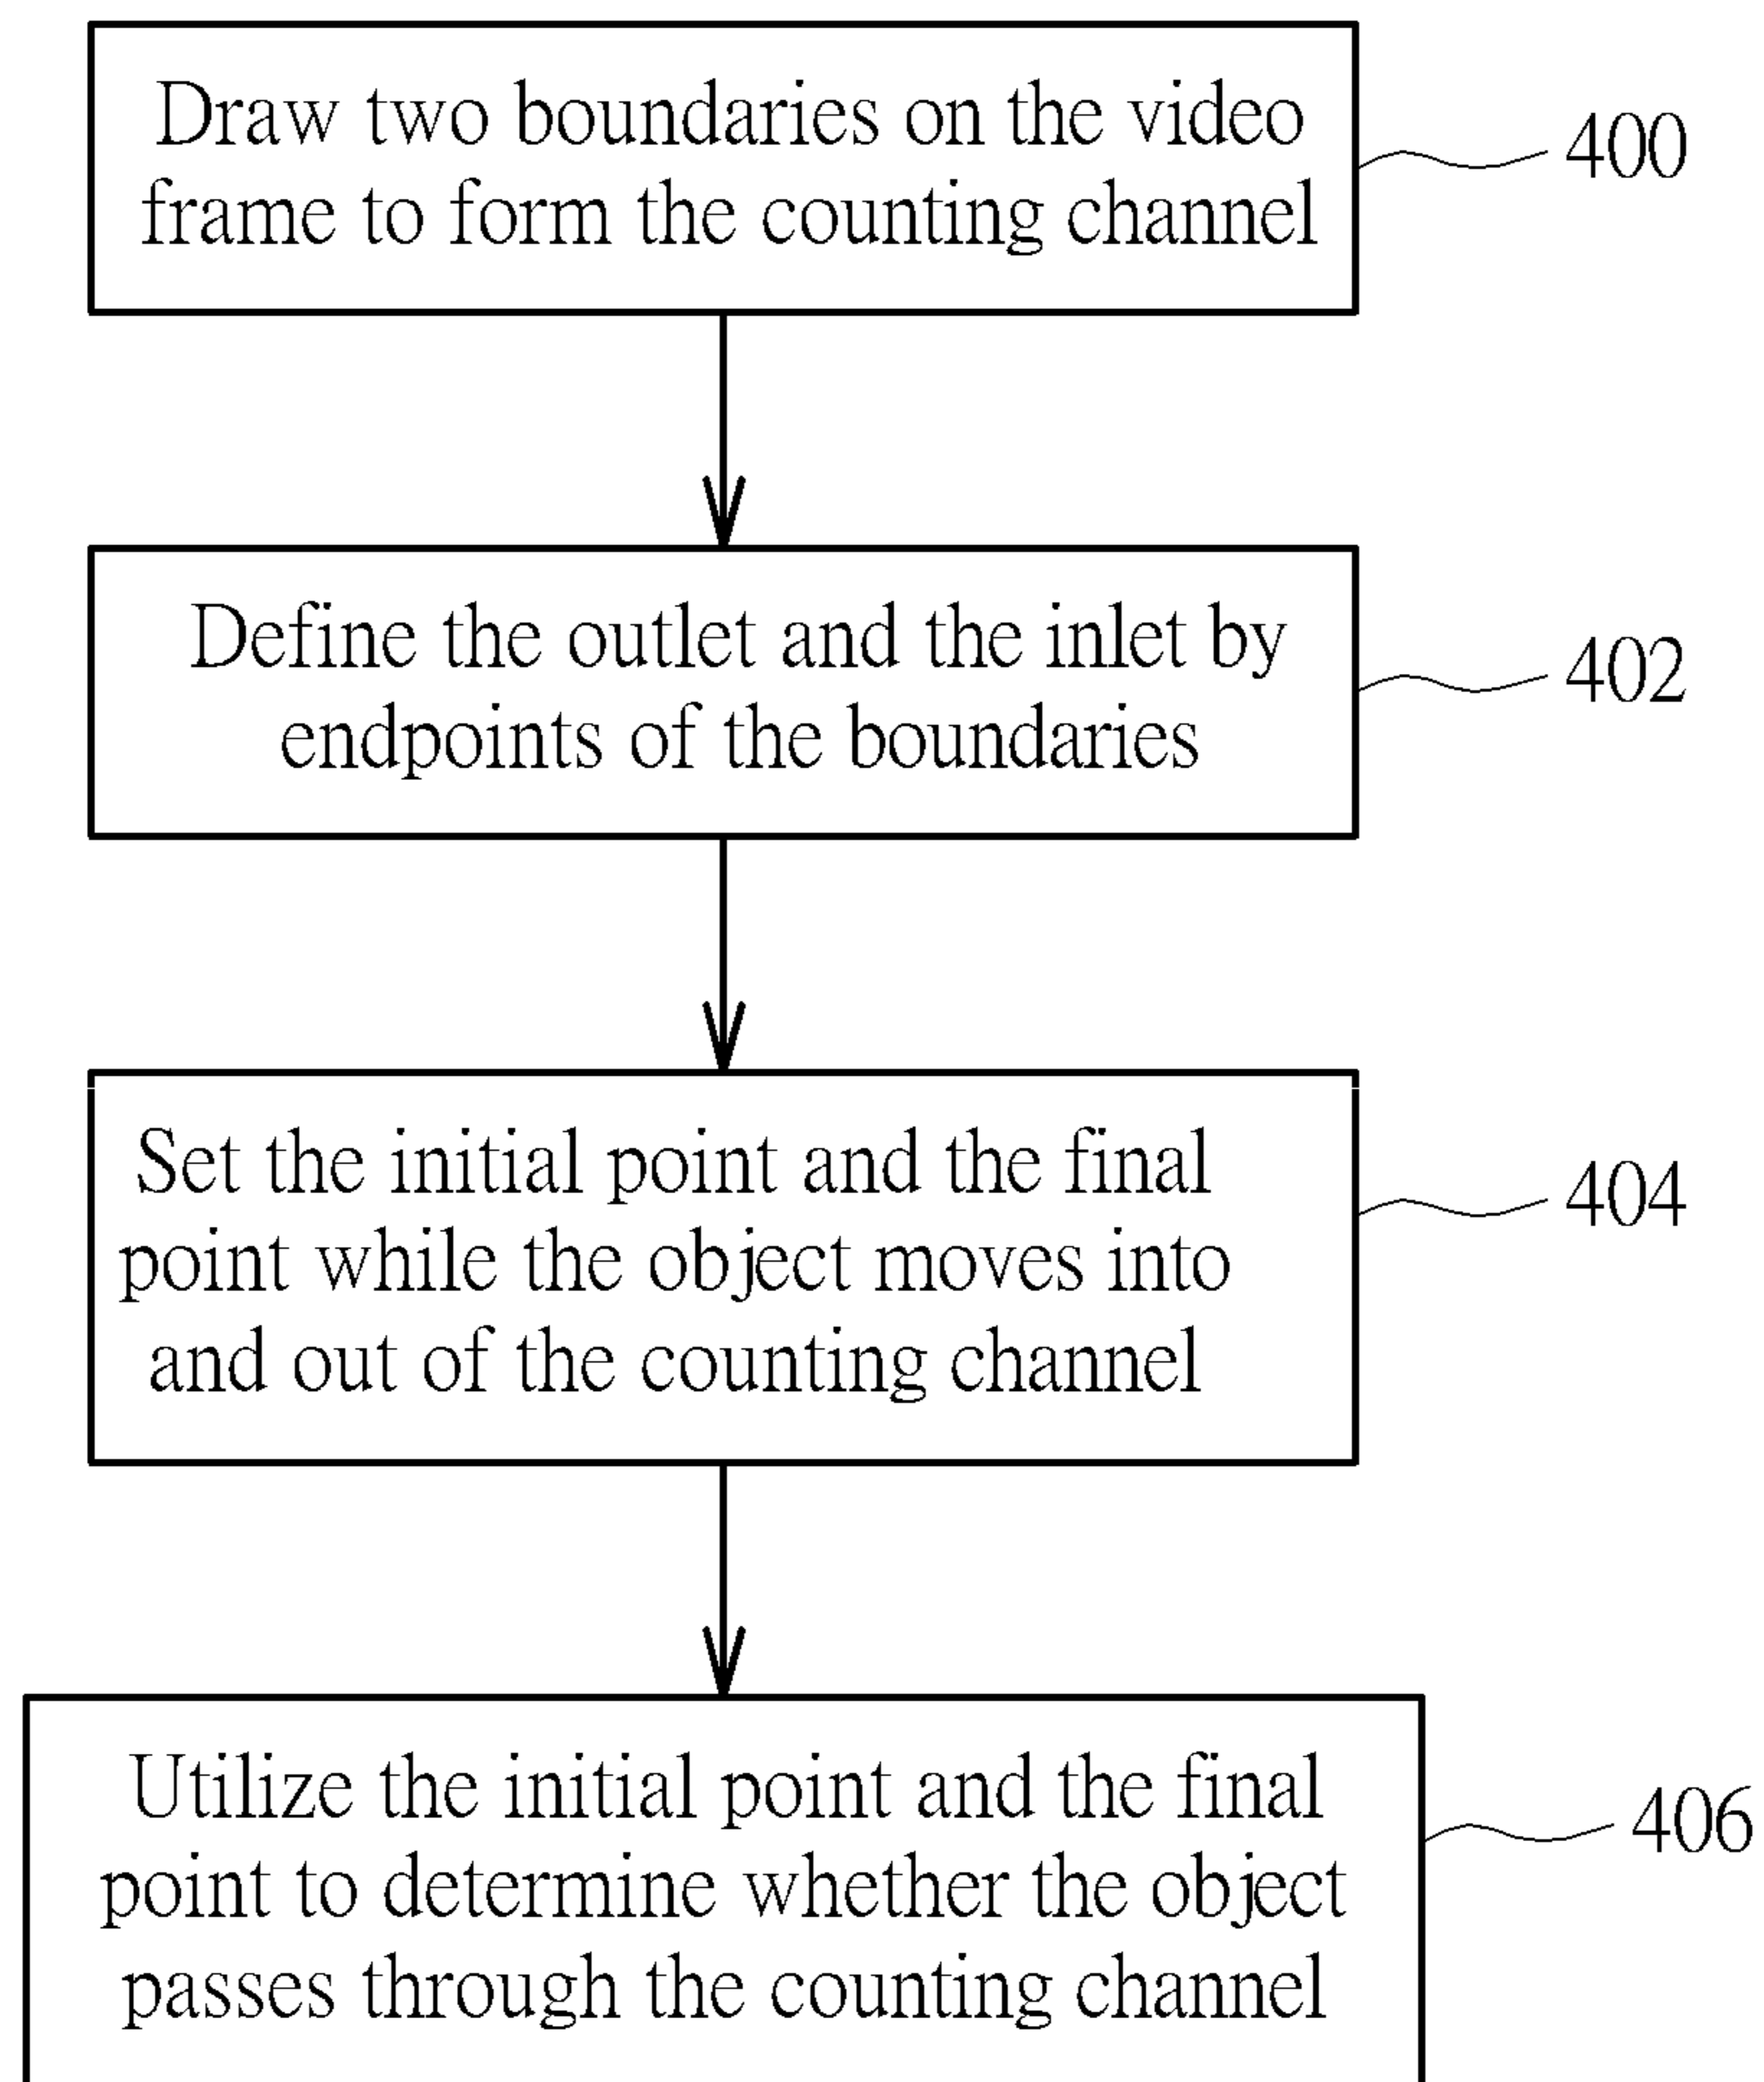 Draw two boundaries on the video
frame to form the counting channel
400
Define the outlet and the inlet by
endpoints of the boundaries
402
Set the initial point and the final
point while the object moves into
and out of the counting channel
404
Utilize the initial point and the final
point to determine whether the object
passes through the counting channel
406